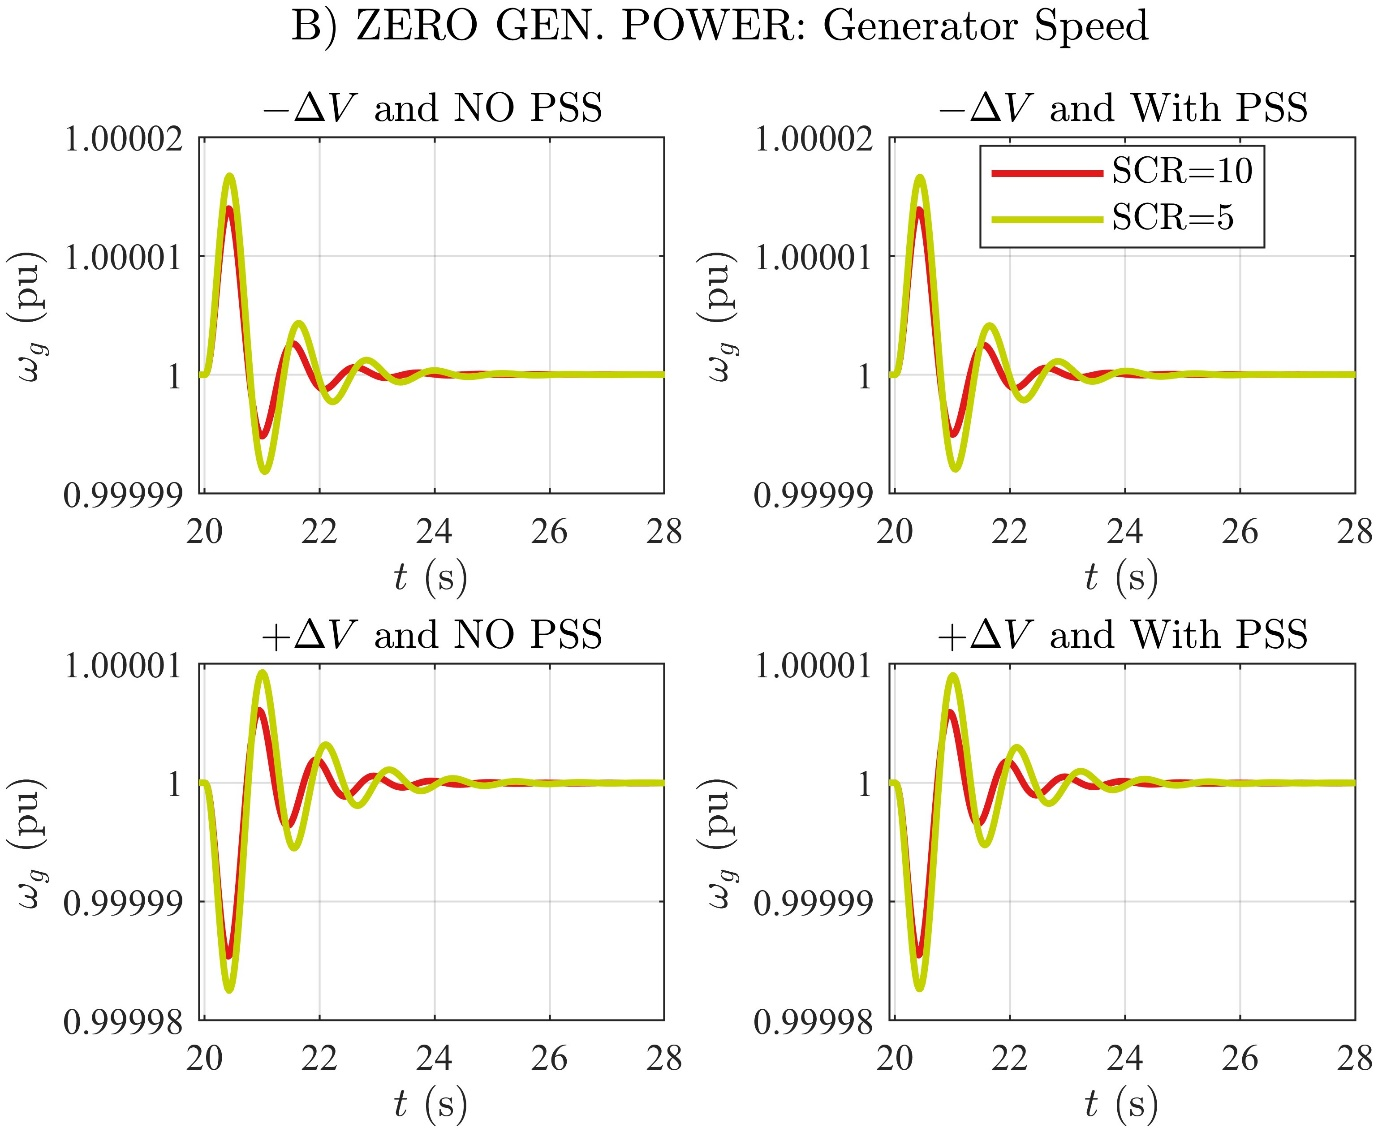 B) ZERO GEN. POWER: Generator Speed
−ΔV and NO PSS
1.00002
1.00001
1
0.99999
ω_g (pu)
20 22 24 26 28
t (s)
−ΔV and With PSS
SCR=10
SCR=5
1.00002
1.00001
1
0.99999
ω_g (pu)
20 22 24 26 28
t (s)
+ΔV and NO PSS
1.00001
1
0.99999
0.99998
ω_g (pu)
20 22 24 26 28
t (s)
+ΔV and With PSS
1.00001
1
0.99999
0.99998
ω_g (pu)
20 22 24 26 28
t (s)